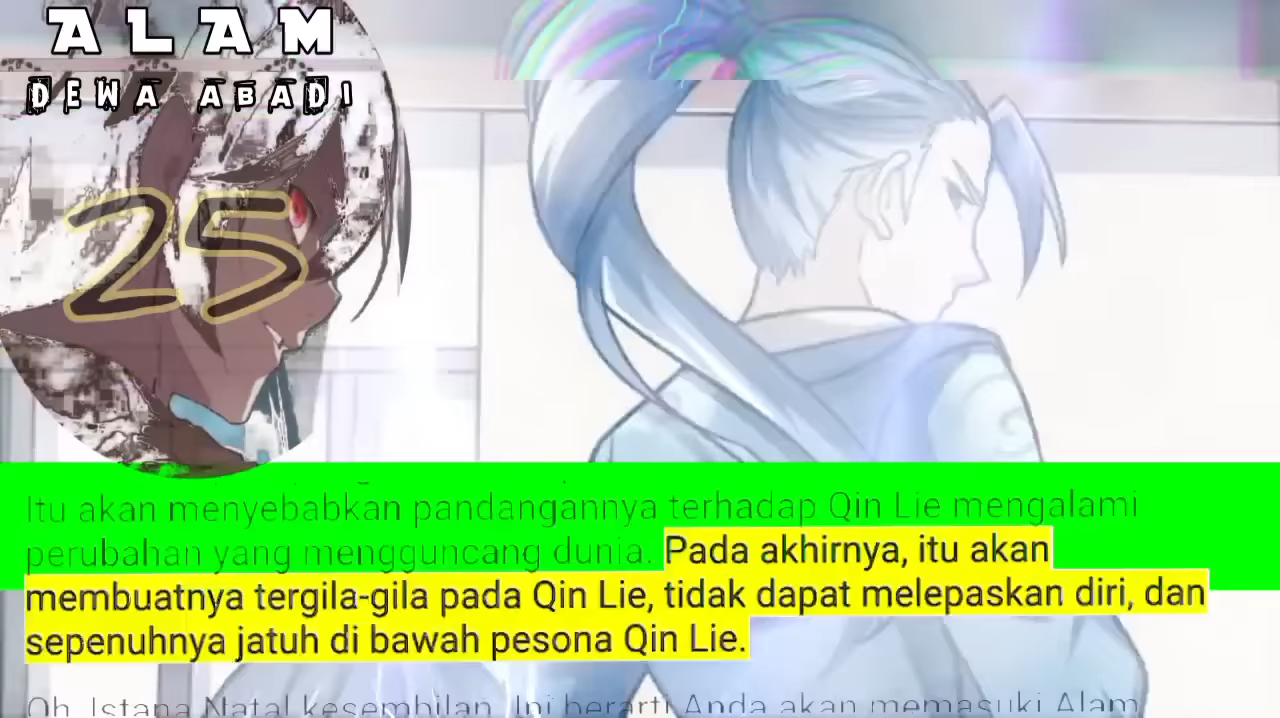 ALAM
DEWA ABADI
25
Itu akan menyebabkan pandangannya terhadap Qin Lie mengalami
perubahan yang mengguncang dunia. Pada akhirnya, itu akan
membuatnya tergila-gila pada Qin Lie, tidak dapat melepaskan diri, dan
sepenuhnya jatuh di bawah pesona Qin Lie.
Oh, Istana Natal kesembilan. Ini berarti Anda akan memasuki Alam